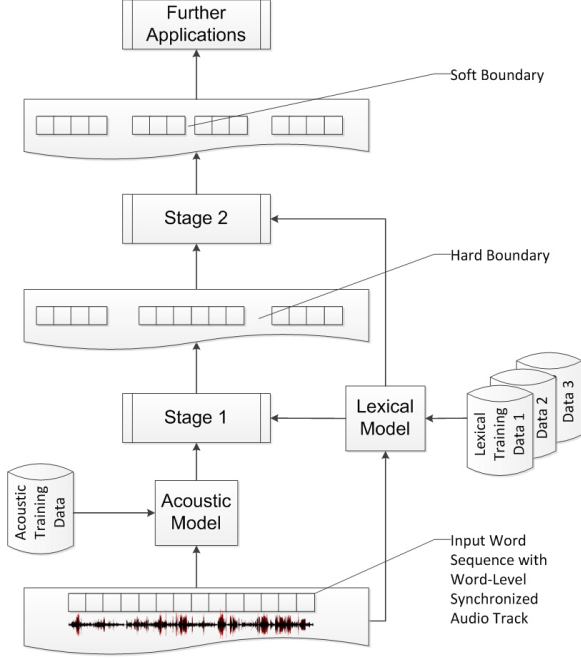 Further
Applications
Soft Boundary
Stage 2
Hard Boundary
Stage 1
Lexical
Model
Lexical
Training
Data 1
Data 2
Data 3
Acoustic
Training
Data
Acoustic
Model
Input Word
Sequence with
Word-Level
Synchronized
Audio Track